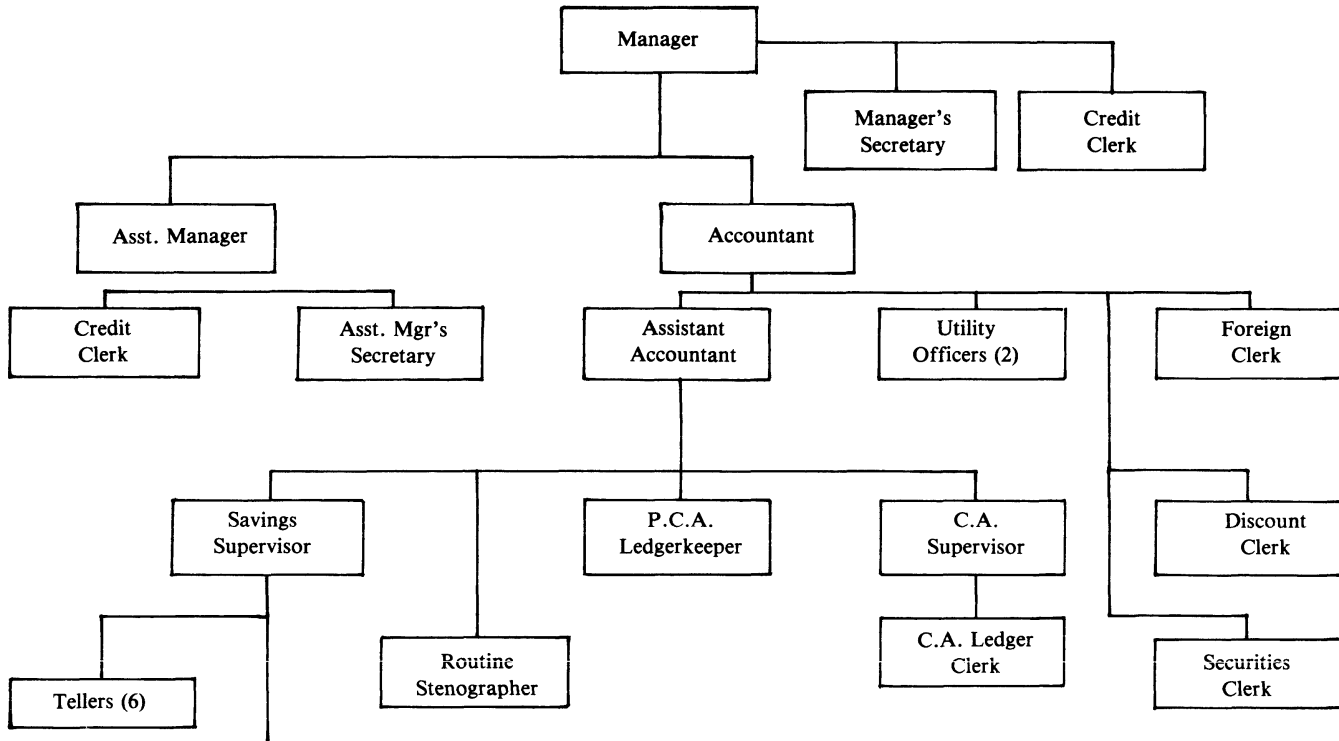 Manager
Manager's
Secretary
Credit
Clerk
Asst. Manager
Accountant
Credit
Clerk
Asst. Mgr's
Secretary
Assistant
Accountant
Utility
Officers (2)
Foreign
Clerk
Savings
Supervisor
P.C.A.
Ledgerkeeper
C.A.
Supervisor
Discount
Clerk
Tellers (6)
Routine
Stenographer
C.A. Ledger
Clerk
Securities
Clerk